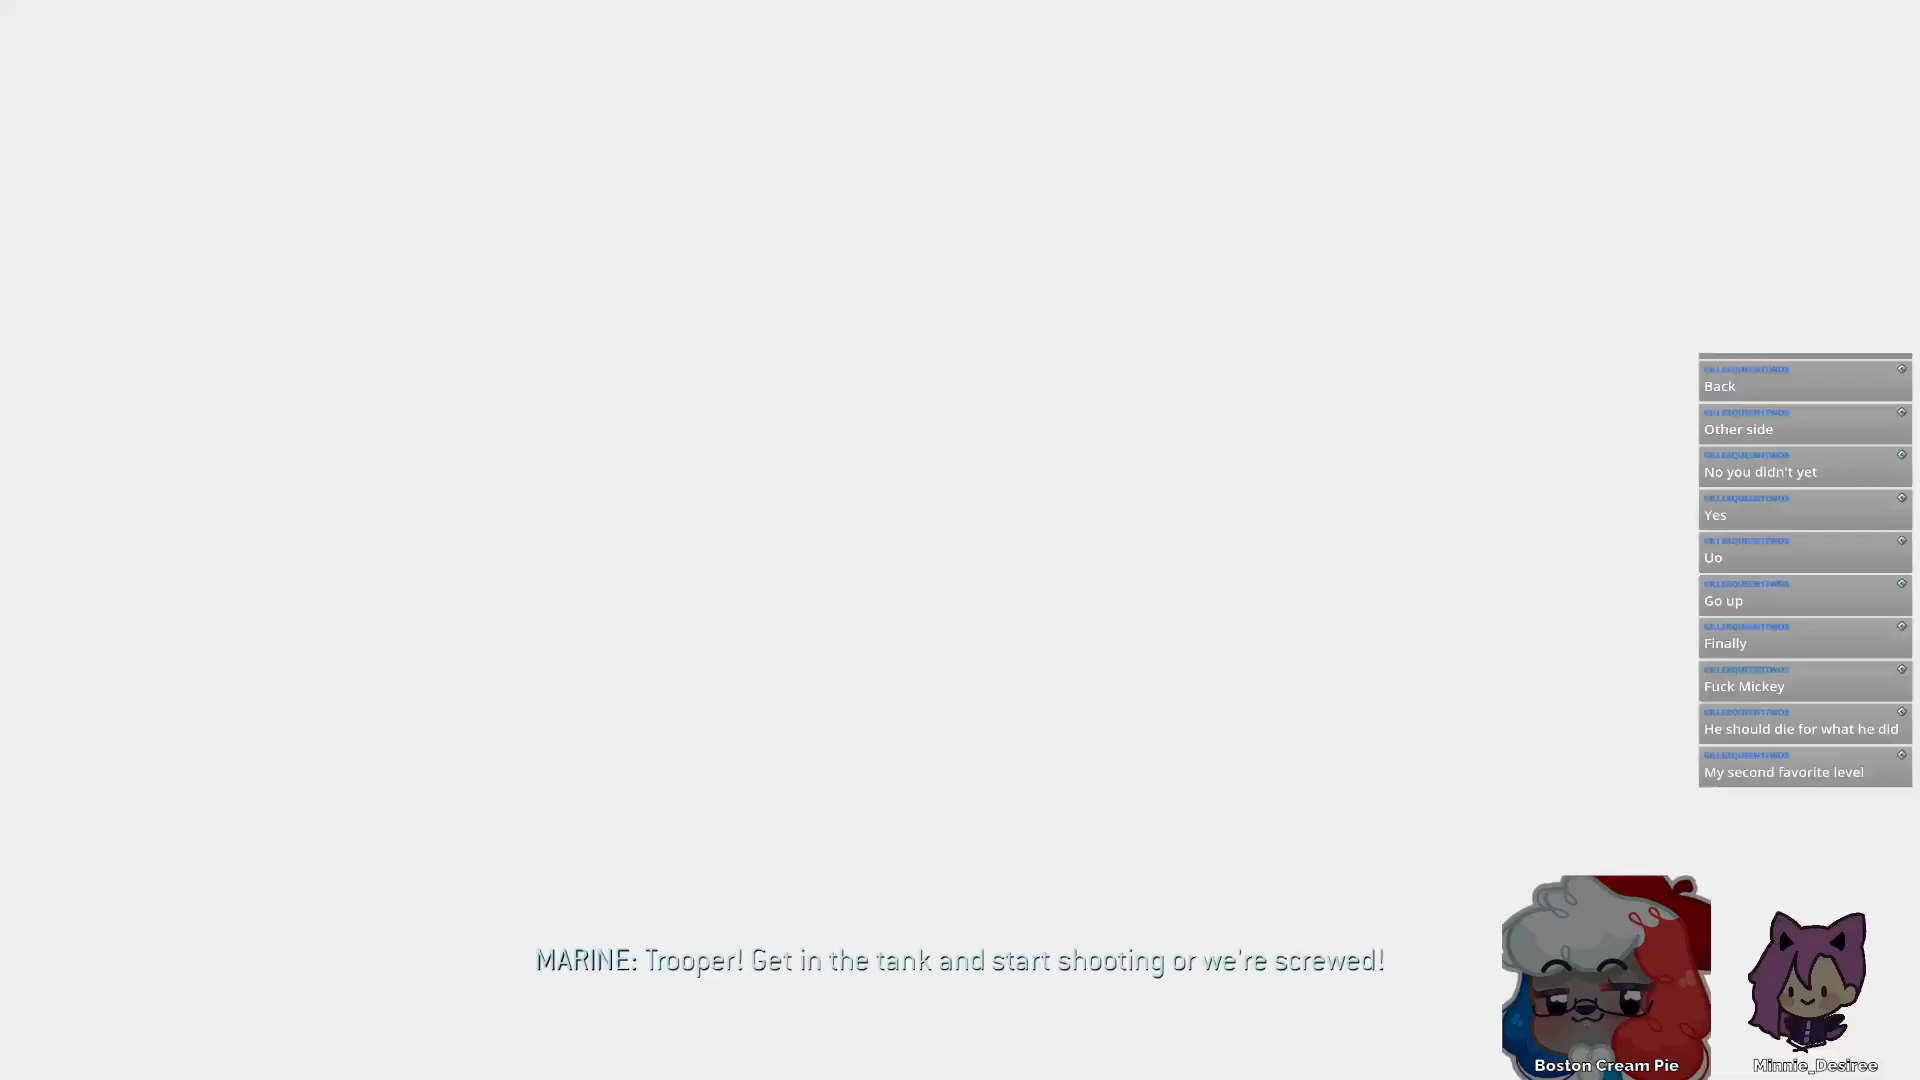 Back
Other side
No you didn't yet
Yes
Uo
Go up
Finally
Fuck Mickey
He should die for what he did
My second favorite level
MARINE: Trooper! Get in the tank and start shooting or we're screwed!
Boston Cream Pie
Minnie_Desiree